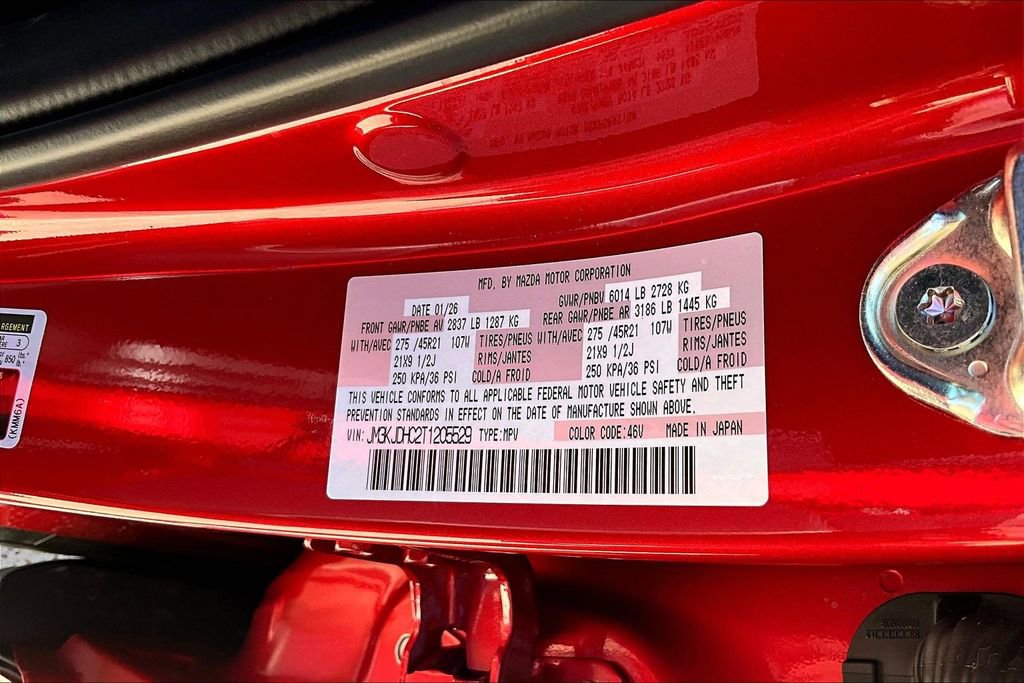 MFD. BY MAZDA MOTOR CORPORATION
DATE 01/26 GVWR/PNBV 6014 LB 2728 KG
FRONT GAWR/PNBE AV 2837 LB 1287 KG REAR GAWR/PNBE AR 3186 LB 1445 KG
WITH/AVEC 275 /45R21 107W TIRES/PNEUS WITH/AVEC 275 /45R21 107W TIRES/PNEUS
21X9 1/2J RIMS/JANTES 21X9 1/2J RIMS/JANTES
250 KPA/36 PSI COLD/A FROID 250 KPA/36 PSI COLD/A FROID
THIS VEHICLE CONFORMS TO ALL APPLICABLE FEDERAL MOTOR VEHICLE SAFETY AND THEFT
PREVENTION STANDARDS IN EFFECT ON THE DATE OF MANUFACTURE SHOWN ABOVE.
VIN: JM3KJDHC2T1205529 TYPE:MPV COLOR CODE:46V MADE IN JAPAN
ARGEMENT
3
850 lbs.
(KMM6A)